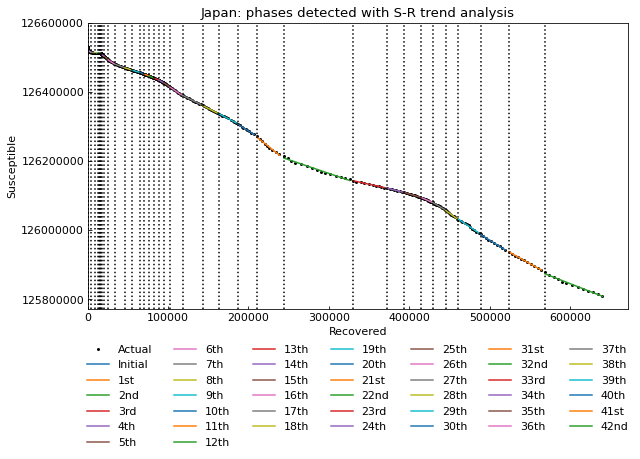 Japan: phases detected with S-R trend analysis
126600000
126400000
126200000
126000000
125800000
Susceptible
0 100000 200000 300000 400000 500000 600000
Recovered
Actual 6th 13th 19th 25th 31st 37th
Initial 7th 14th 20th 26th 32nd 38th
1st 8th 15th 21st 27th 33rd 39th
2nd 9th 16th 22nd 28th 34th 40th
3rd 10th 17th 23rd 29th 35th 41st
4th 11th 18th 24th 30th 36th 42nd
5th 12th